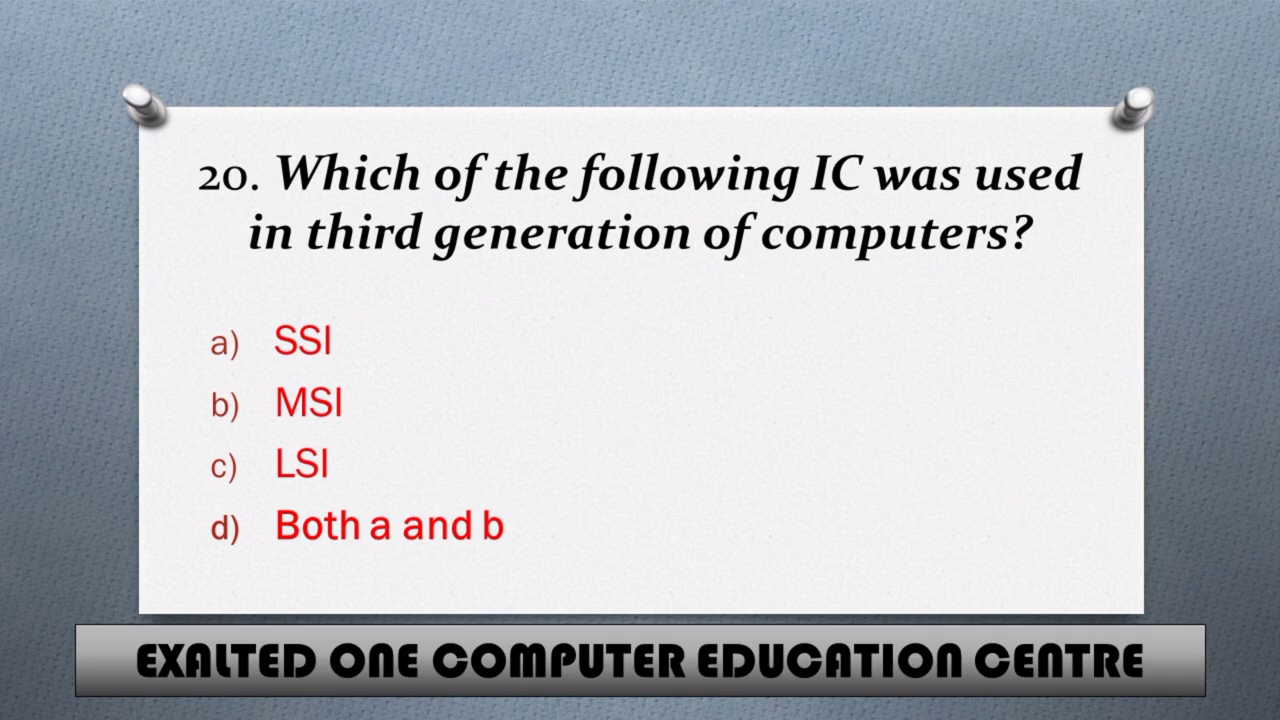 20. Which of the following IC was used
in third generation of computers?
a) SSI
b) MSI
c) LSI
d) Both a and b
EXALTED ONE COMPUTER EDUCATION CENTRE